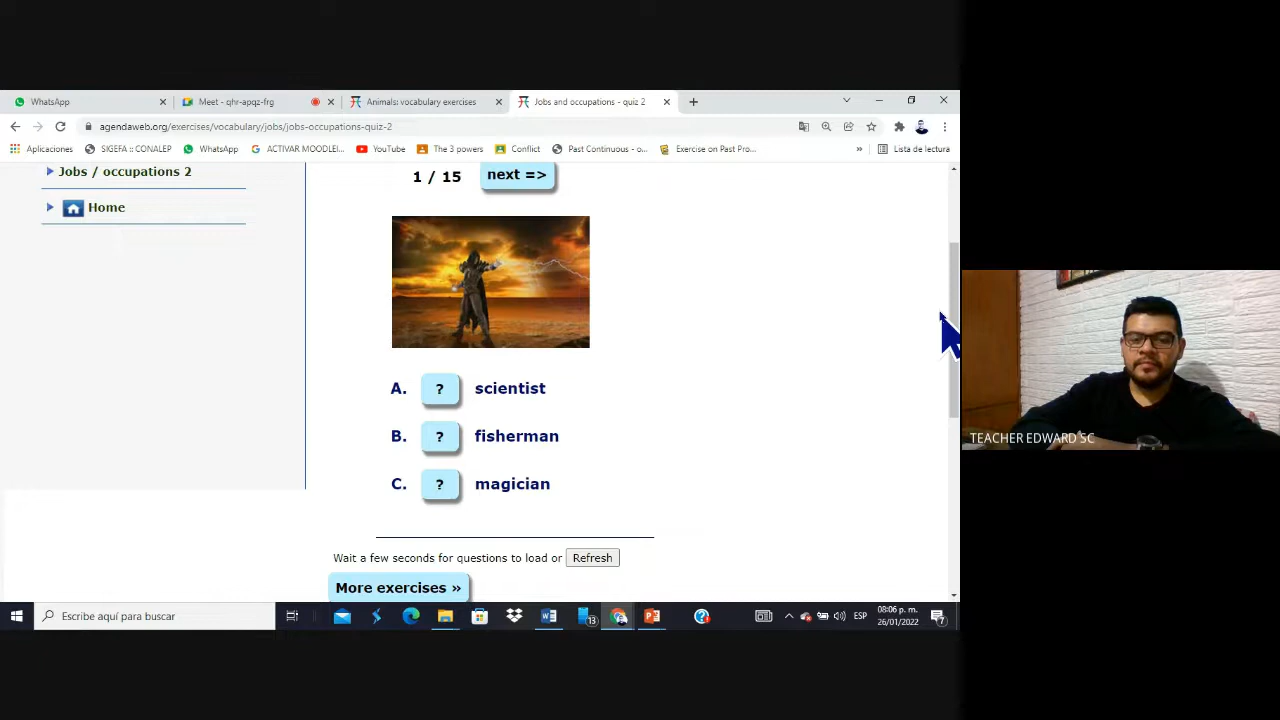 WhatsApp
Meet - qhr-apqz-frg
Animals: vocabulary exercises
Jobs and occupations - quiz 2
agendaweb.org/exercises/vocabulary/jobs/jobs-occupations-quiz-2
Aplicaciones
SIGEFA :: CONALEP
WhatsApp
ACTIVAR MOODLEI...
YouTube
The 3 powers
Conflict
Past Continuous - o...
Exercise on Past Pro...
»
Lista de lectura
Jobs / occupations 2
Home
1 / 15
next =>
A. ? scientist
B. ? fisherman
C. ? magician
Wait a few seconds for questions to load or Refresh
More exercises »
TEACHER EDWARD SC
Escribe aquí para buscar
13
ESP
08:06 p. m.
26/01/2022
7